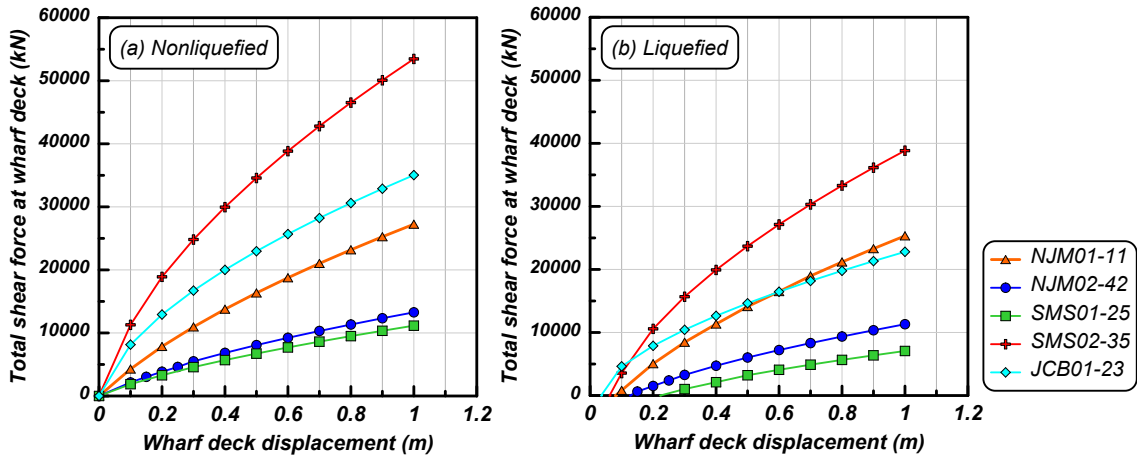 Total shear force at wharf deck (kN)
60000
50000
40000
30000
20000
10000
0
(a) Nonliquefied
0
0.2
0.4
0.6
0.8
1
1.2
Wharf deck displacement (m)
Total shear force at wharf deck (kN)
60000
50000
40000
30000
20000
10000
0
(b) Liquefied
0
0.2
0.4
0.6
0.8
1
1.2
Wharf deck displacement (m)
NJM01-11
NJM02-42
SMS01-25
SMS02-35
JCB01-23